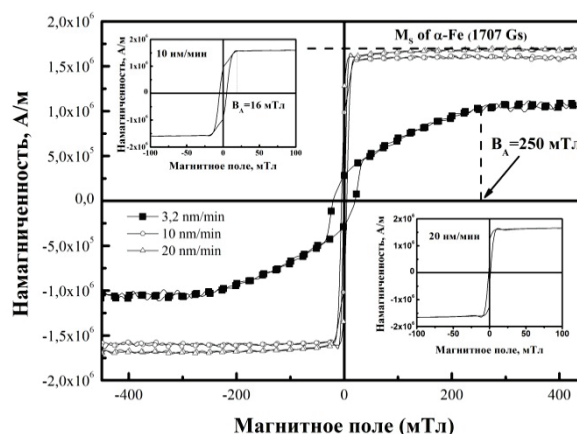 M_S of α-Fe (1707 Gs)
Намагниченность, А/м
2,0x10⁶
1,5x10⁶
1,0x10⁶
5,0x10⁵
0,0
-5,0x10⁵
-1,0x10⁶
-1,5x10⁶
-2,0x10⁶
-400
-200
0
200
400
Магнитное поле (мТл)
10 нм/мин
B_A=16 мТл
Намагниченность, А/м
2x10⁶
1x10⁶
0
-1x10⁶
-2x10⁶
-100
-50
0
50
100
Магнитное поле, мТл
B_A=250 мТл
3,2 nm/min
10 nm/min
20 nm/min
20 нм/мин
Намагниченность, А/м
2x10⁶
1x10⁶
0
-1x10⁶
-2x10⁶
-100
-50
0
50
100
Магнитное поле, мТл